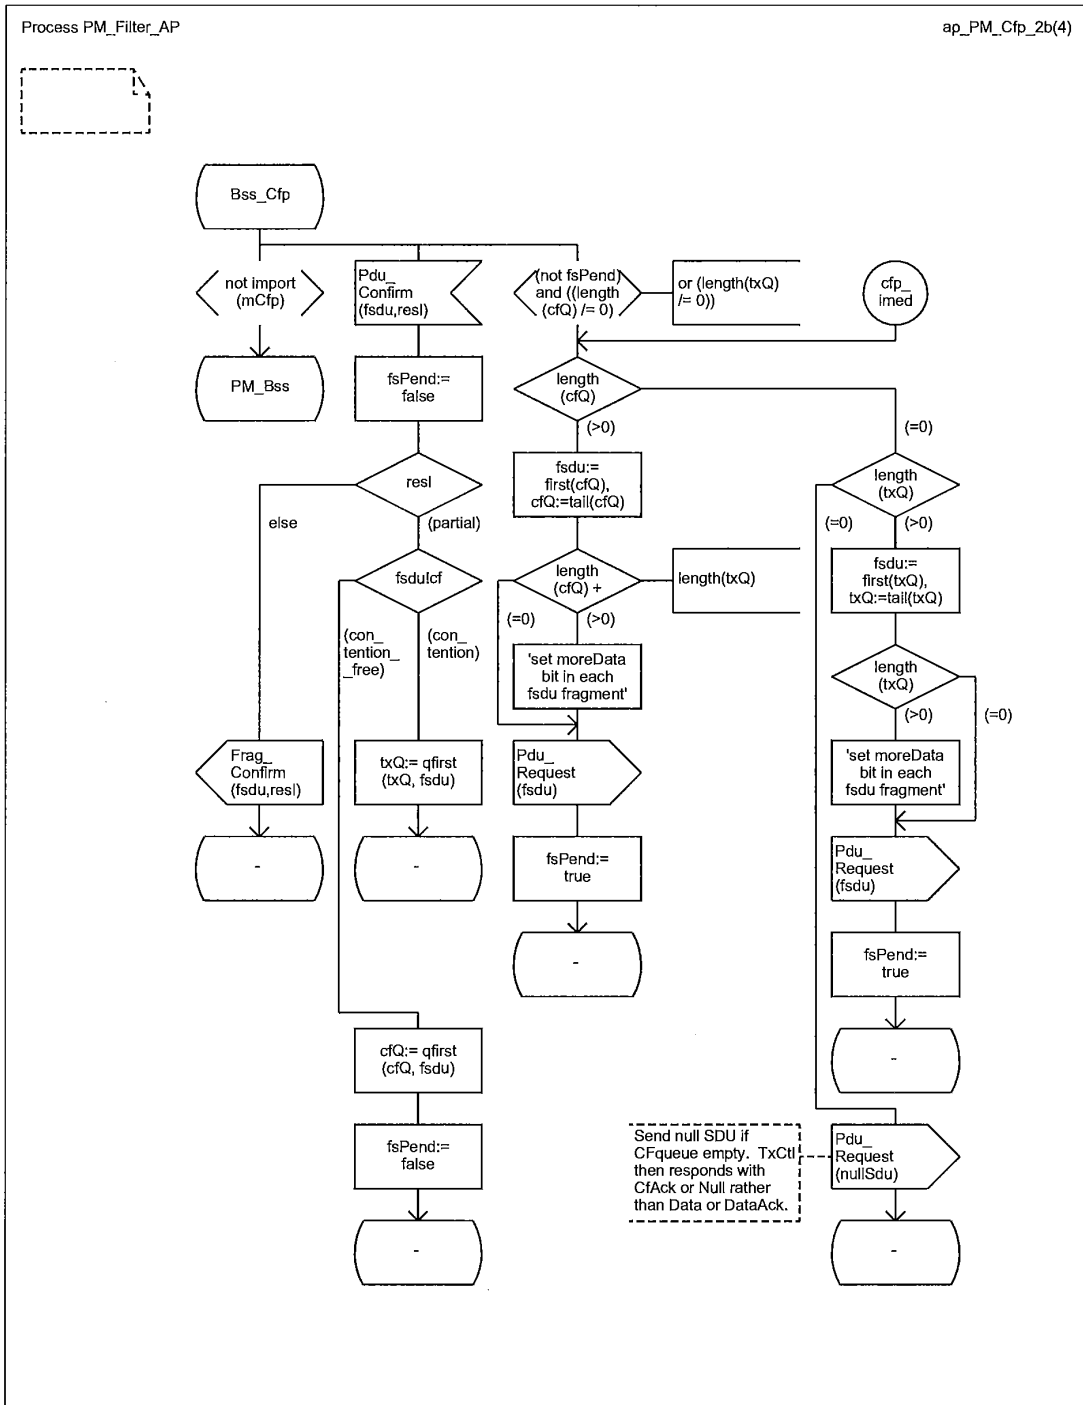 Process PM_Filter_AP
ap_PM_Cfp_2b(4)
Bss_Cfp
not import
(mCfp)
PM_Bss
Pdu_
Confirm
(fsdu,resl)
fsPend:=
false
resl
else
(partial)
fsdu!cf
(con_
tention_
_free)
(con_
tention)
Frag_
Confirm
(fsdu,resl)
-
txQ:= qfirst
(txQ, fsdu)
-
cfQ:= qfirst
(cfQ, fsdu)
fsPend:=
false
-
(not fsPend)
and ((length
(cfQ) /= 0)
or (length(txQ)
/= 0))
cfp_
imed
length
(cfQ)
(>0)
(=0)
fsdu:=
first(cfQ),
cfQ:=tail(cfQ)
length
(cfQ) +
length(txQ)
(=0)
(>0)
'set moreData
bit in each
fsdu fragment'
Pdu_
Request
(fsdu)
fsPend:=
true
-
length
(txQ)
(=0)
(>0)
fsdu:=
first(txQ),
txQ:=tail(txQ)
length
(txQ)
(>0)
(=0)
'set moreData
bit in each
fsdu fragment'
Pdu_
Request
(fsdu)
fsPend:=
true
-
Send null SDU if
CFqueue empty. TxCtl
then responds with
CfAck or Null rather
than Data or DataAck.
Pdu_
Request
(nullSdu)
-